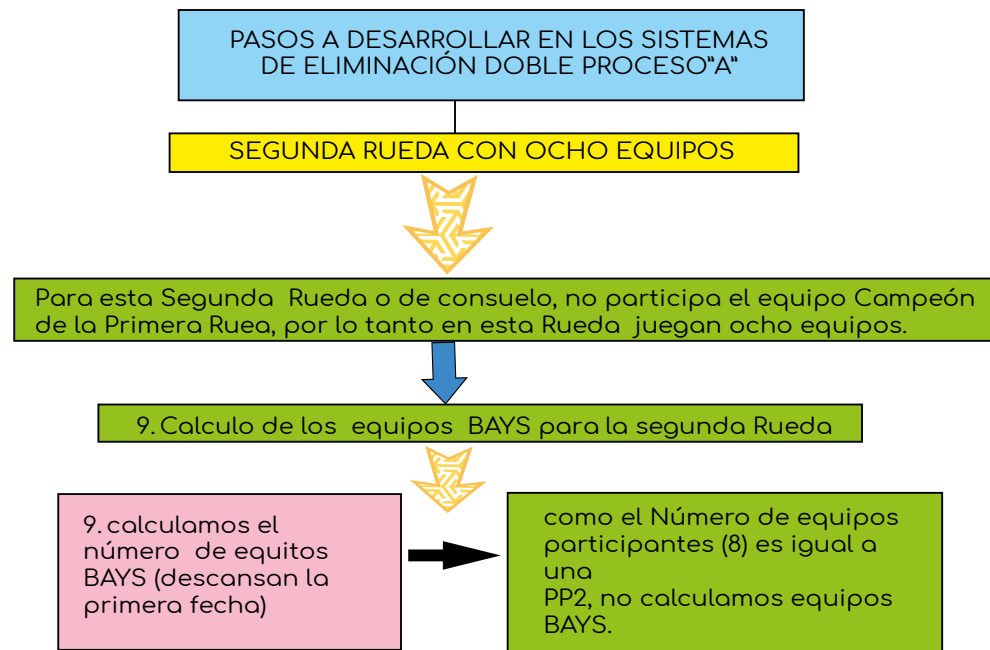 PASOS A DESARROLLAR EN LOS SISTEMAS
DE ELIMINACIÓN DOBLE PROCESO"A"
SEGUNDA RUEDA CON OCHO EQUIPOS
Para esta Segunda Rueda o de consuelo, no participa el equipo Campeón
de la Primera Ruea, por lo tanto en esta Rueda juegan ocho equipos.
9. Calculo de los equipos BAYS para la segunda Rueda
9. calculamos el
número de equitos
BAYS (descansan la
primera fecha)
como el Número de equipos
participantes (8) es igual a
una
PP2, no calculamos equipos
BAYS.